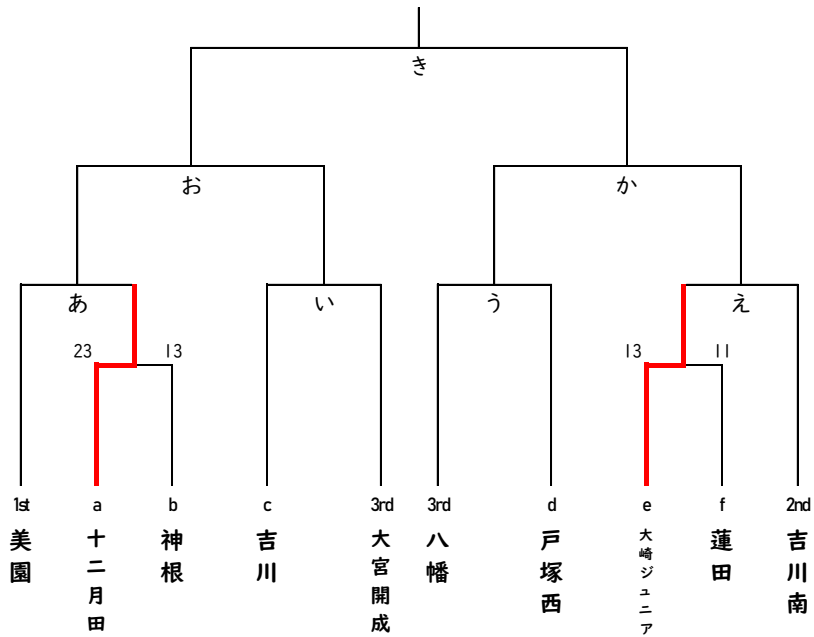 き
お
か
あ
い
う
え
23
13
13
11
1st
a
b
c
3rd
3rd
d
e
f
2nd
美園
十二月田
神根
吉川
大宮開成
八幡
戸塚西
大崎ジュニア
蓮田
吉川南